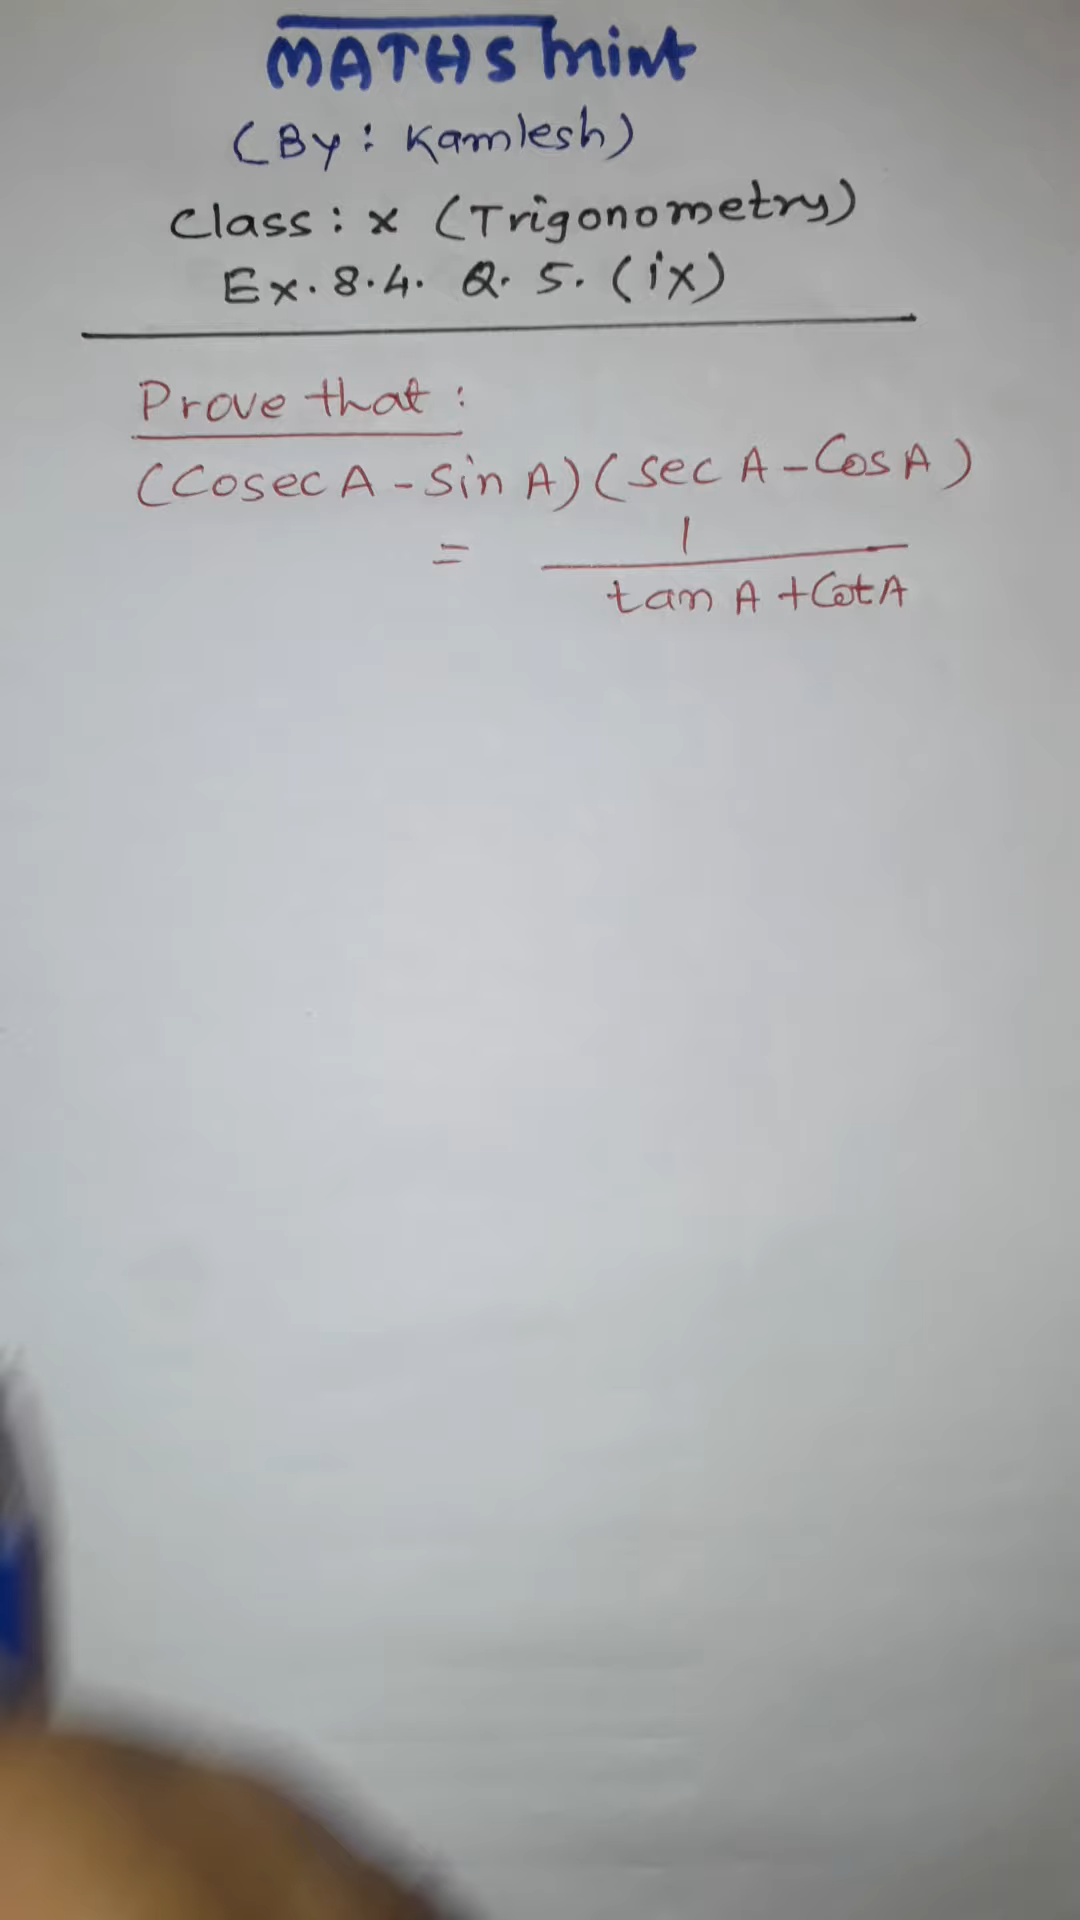 MATHS mint
(By: Kamlesh)
Class: X (Trigonometry)
Ex. 8.4. Q. 5. (ix)
Prove that:
(Cosec A - Sin A) (sec A - Cos A)
= 1
tan A + Cot A